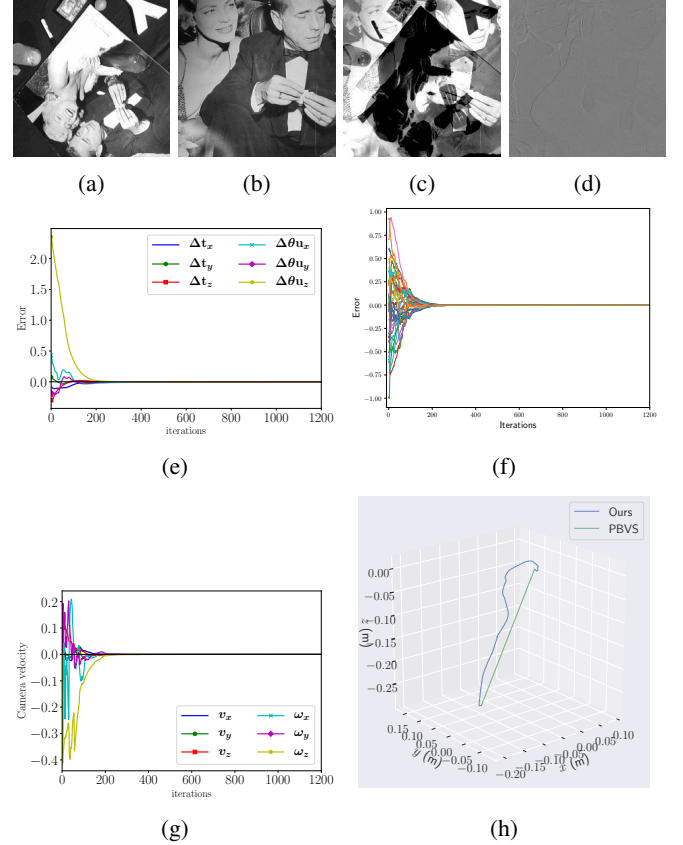 (a)
(b)
(c)
(d)
Error
2.0
1.5
1.0
0.5
0.0
Δt_x
Δt_y
Δt_z
Δθu_x
Δθu_y
Δθu_z
0 200 400 600 800 1000 1200
iterations
(e)
Error
1.00
0.75
0.50
0.25
0.00
−0.25
−0.50
−0.75
−1.00
0 200 400 600 800 1000 1200
Iterations
(f)
Camera velocity
0.2
0.1
0.0
−0.1
−0.2
−0.3
−0.4
v_x
v_y
v_z
ω_x
ω_y
ω_z
0 200 400 600 800 1000 1200
iterations
(g)
Ours
PBVS
0.00
−0.05
−0.10
−0.15
−0.20
−0.25
z (m)
0.15
0.10
0.05
0.00
−0.05
−0.10
y (m)
−0.20
−0.15
−0.10
−0.05
0.00
0.05
0.10
x (m)
(h)